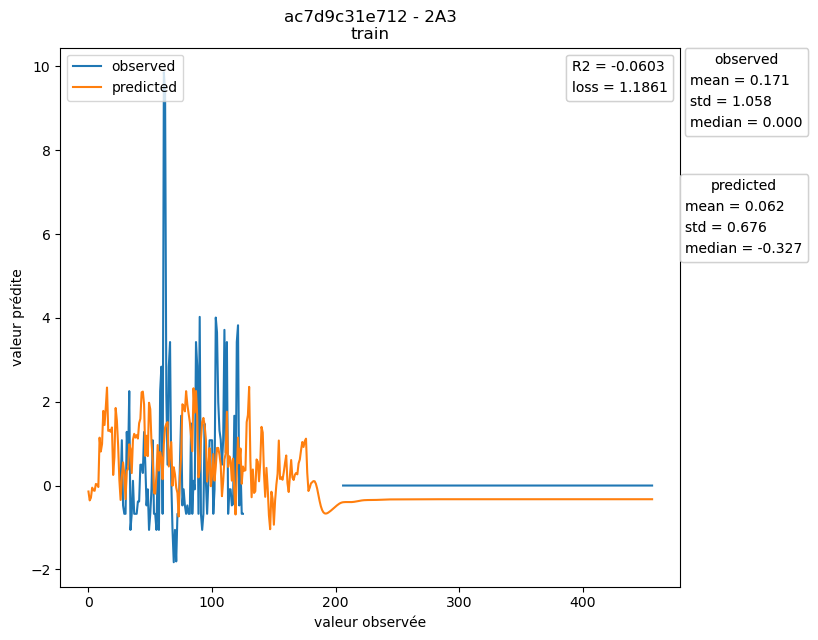 ac7d9c31e712 - 2A3
train
observed
predicted
R2 = -0.0603
loss = 1.1861
observed
mean = 0.171
std = 1.058
median = 0.000
predicted
mean = 0.062
std = 0.676
median = -0.327
valeur prédite
10
8
6
4
2
0
−2
0
100
200
300
400
valeur observée